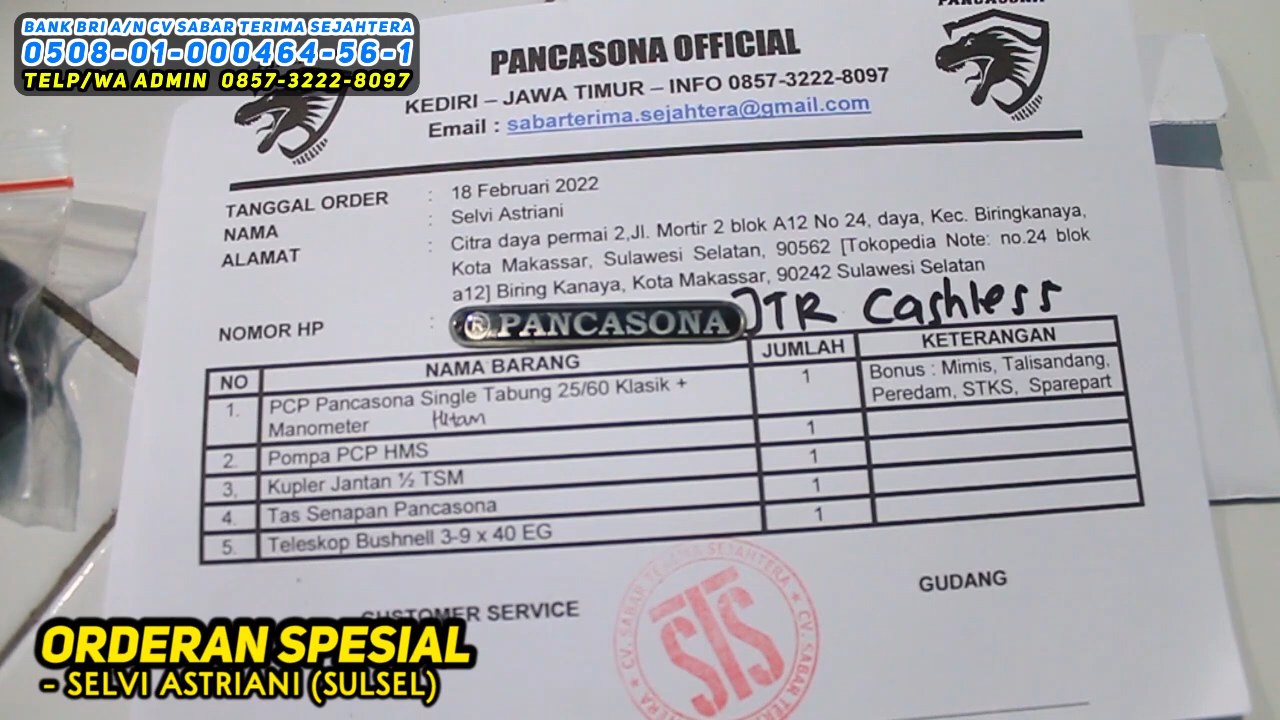 BANK BRI A/N CV SABAR TERIMA SEJAHTERA
0508-01-000464-56-1
TELP/WA ADMIN 0857-3222-8097
PANCASONA OFFICIAL
KEDIRI – JAWA TIMUR – INFO 0857-3222-8097
Email : sabarterima.sejahtera@gmail.com
PANCASONA
TANGGAL ORDER : 18 Februari 2022
NAMA : Selvi Astriani
ALAMAT : Citra daya permai 2,Jl. Mortir 2 blok A12 No 24, daya, Kec. Biringkanaya,
Kota Makassar, Sulawesi Selatan, 90562 [Tokopedia Note: no.24 blok
a12] Biring Kanaya, Kota Makassar, 90242 Sulawesi Selatan
NOMOR HP : ® PANCASONA JTR Cashless
NO NAMA BARANG JUMLAH KETERANGAN
1. PCP Pancasona Single Tabung 25/60 Klasik + 1 Bonus : Mimis, Talisandang,
Manometer Hitam Peredam, STKS, Sparepart
2. Pompa PCP HMS 1
3. Kupler Jantan ½ TSM 1
4. Tas Senapan Pancasona 1
5. Teleskop Bushnell 3-9 x 40 EG 1
CUSTOMER SERVICE GUDANG
CV. SABAR TERIMA SEJAHTERA
STS
ORDERAN SPESIAL
- SELVI ASTRIANI (SULSEL)